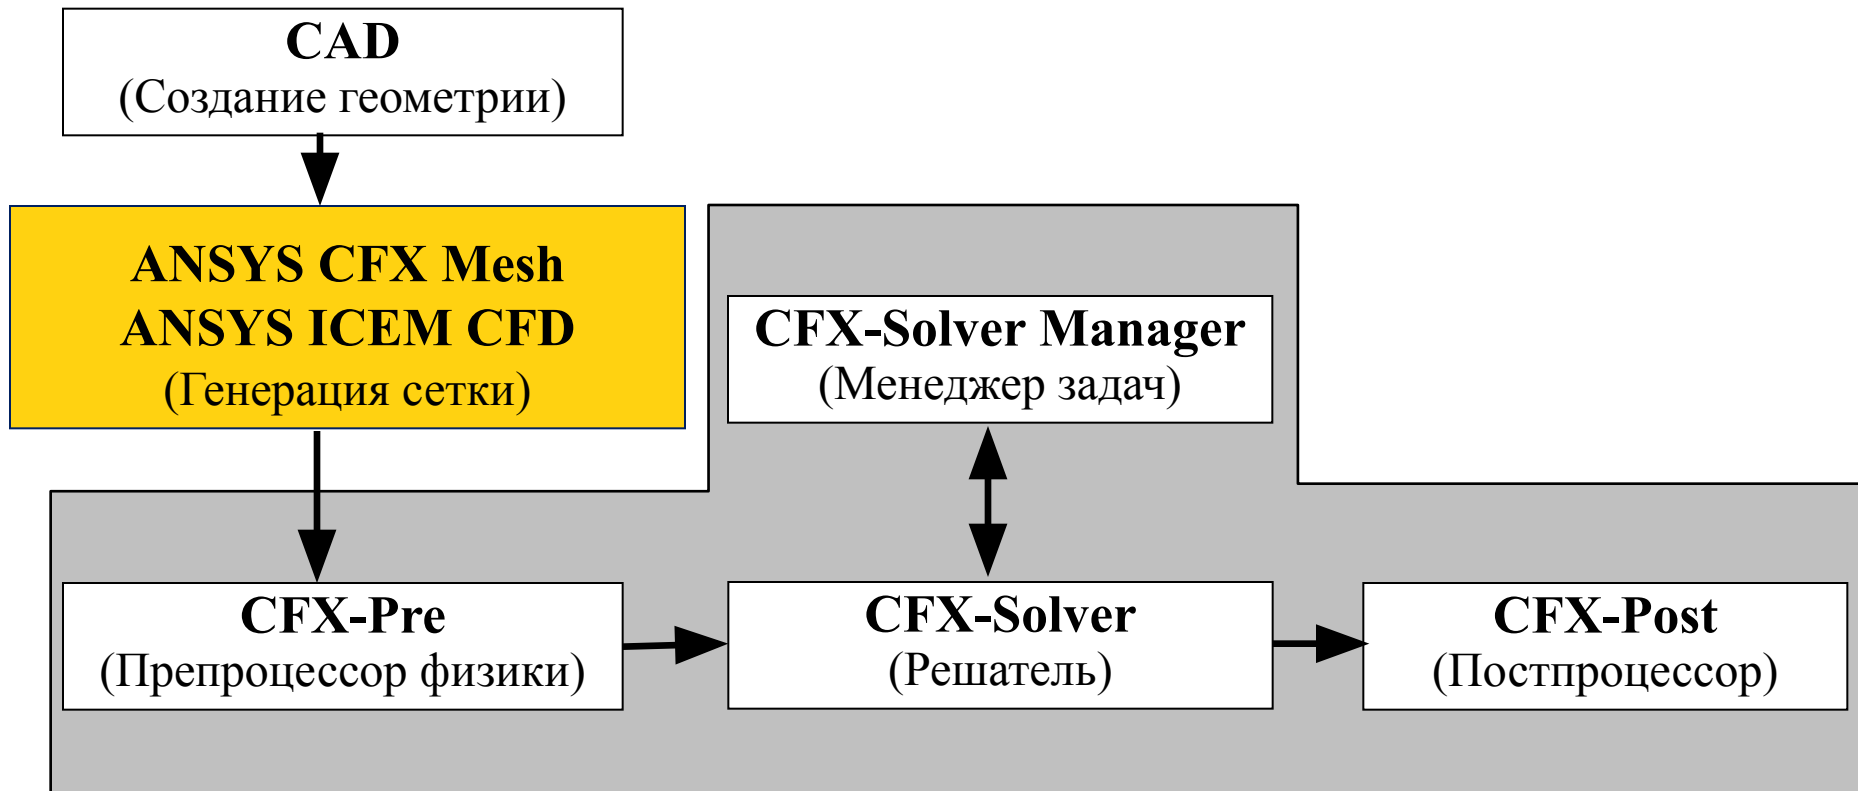 CAD
(Создание геометрии)
ANSYS CFX Mesh
ANSYS ICEM CFD
(Генерация сетки)
CFX-Solver Manager
(Менеджер задач)
CFX-Pre
(Препроцессор физики)
CFX-Solver
(Решатель)
CFX-Post
(Постпроцессор)